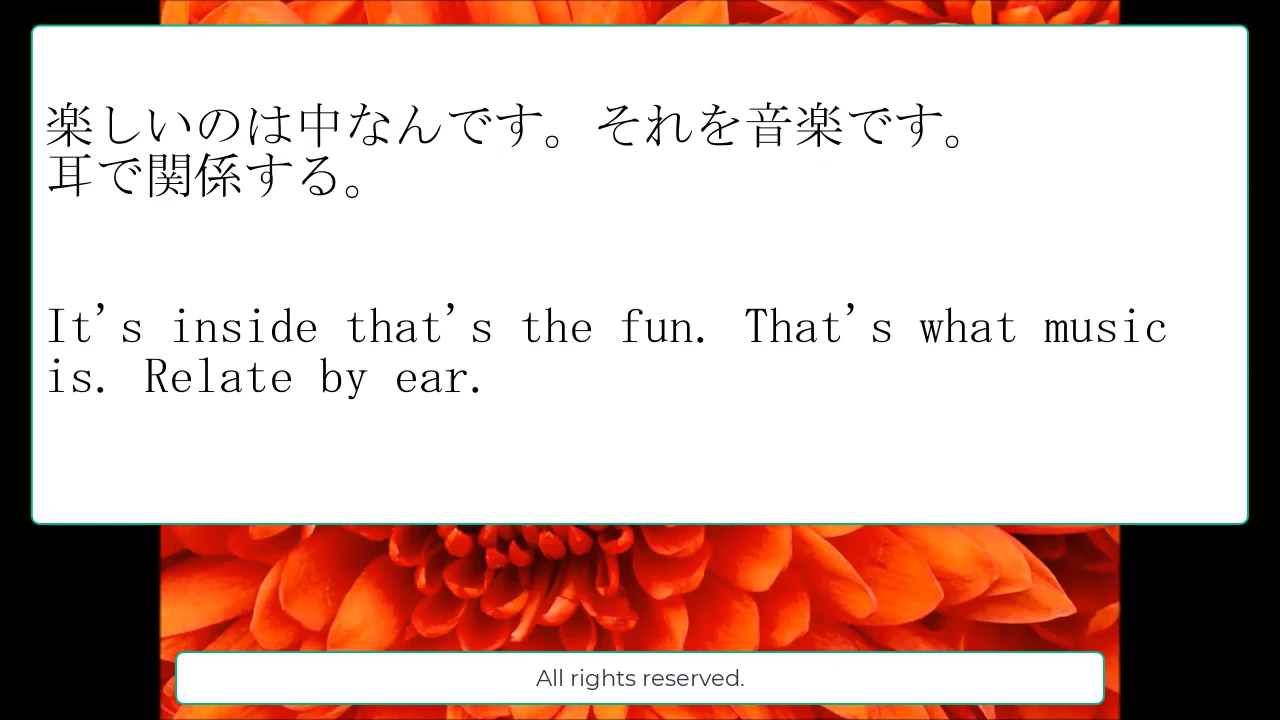 楽しいのは中なんです。それを音楽です。
耳で関係する。
It's inside that's the fun. That's what music
is. Relate by ear.
All rights reserved.